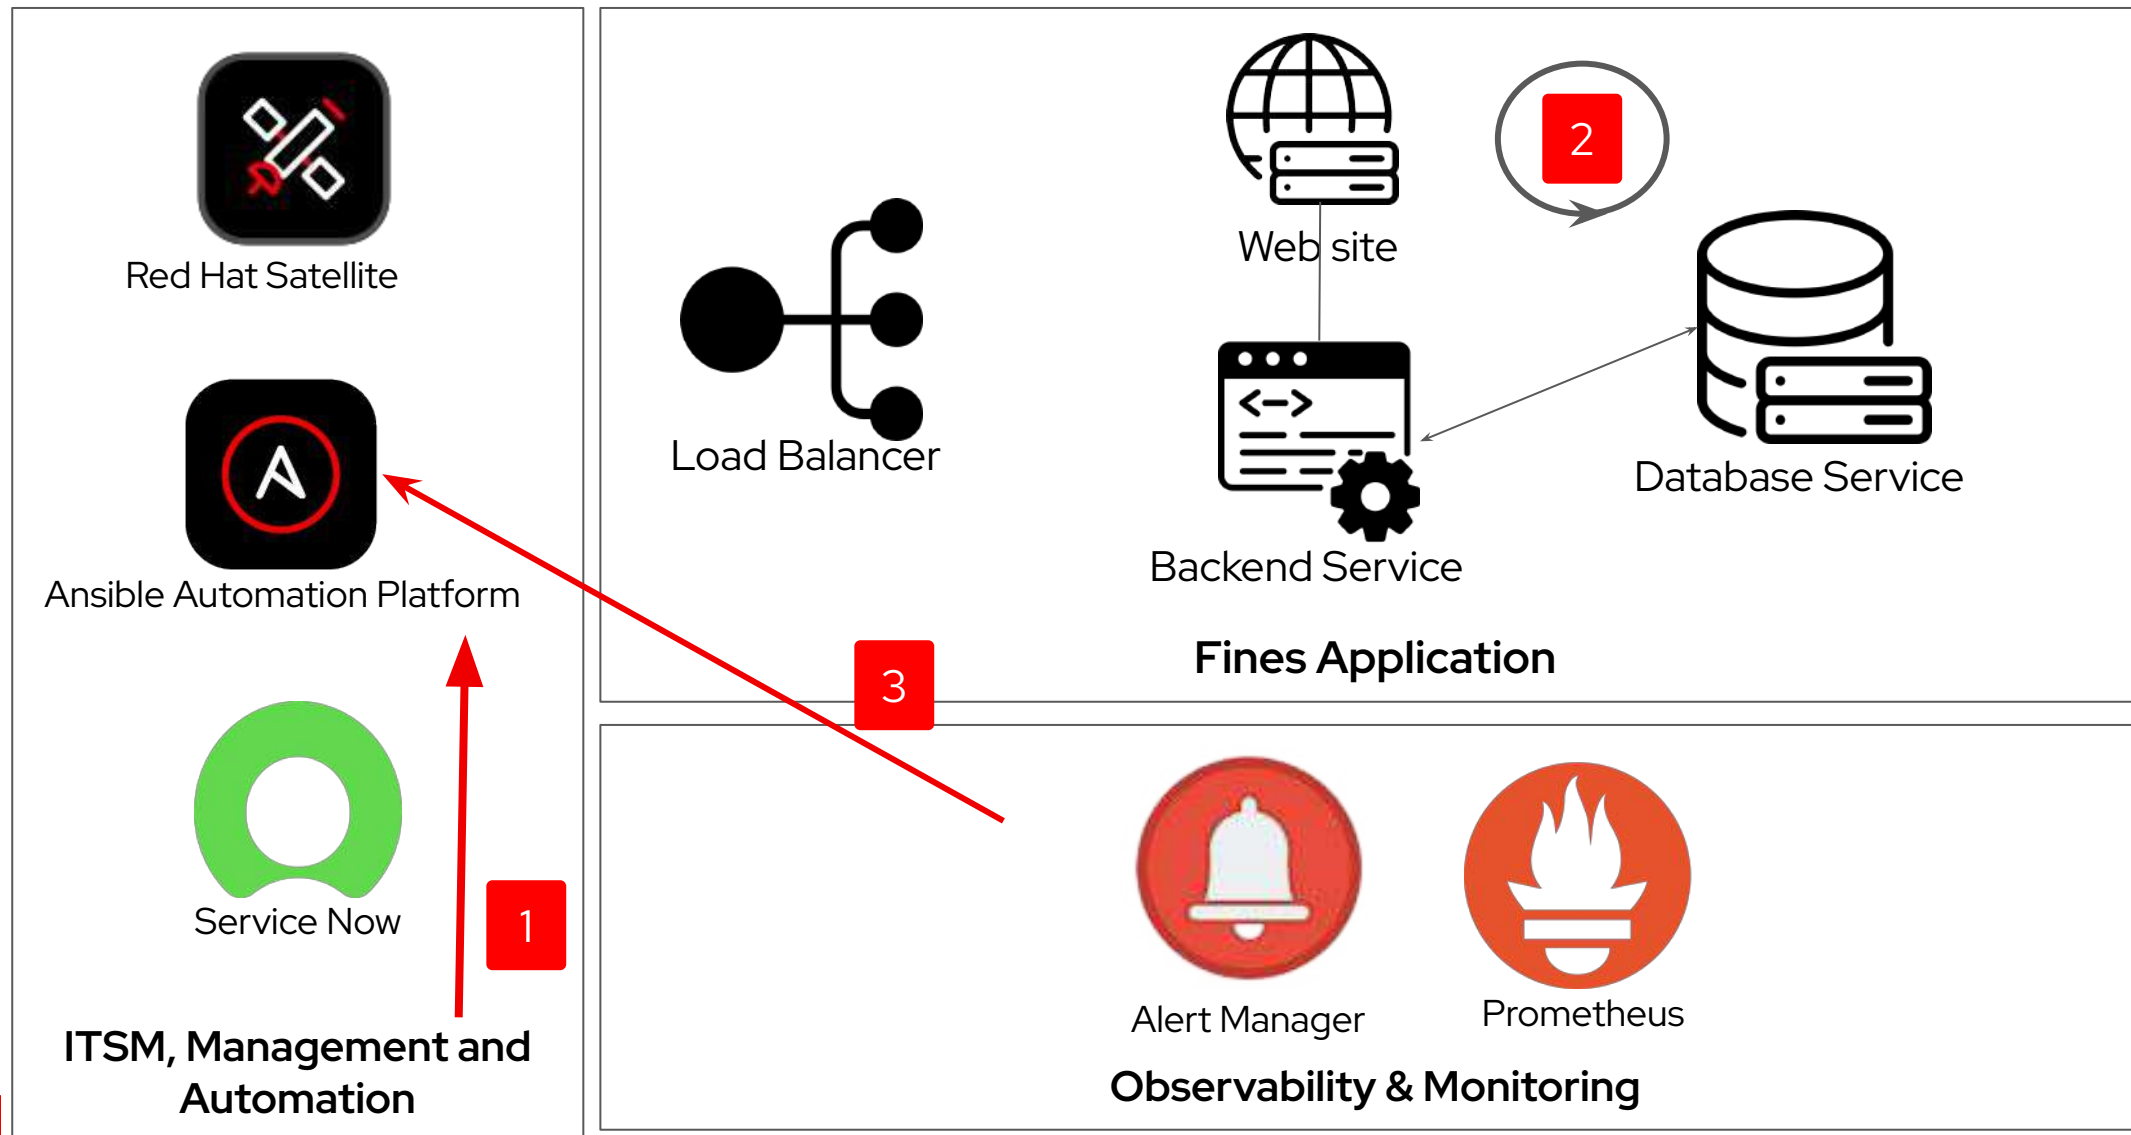 Red Hat Satellite
Ansible Automation Platform
Service Now
1
ITSM, Management and
Automation
2
Web site
Load Balancer
Database Service
Backend Service
Fines Application
3
Alert Manager
Prometheus
Observability & Monitoring